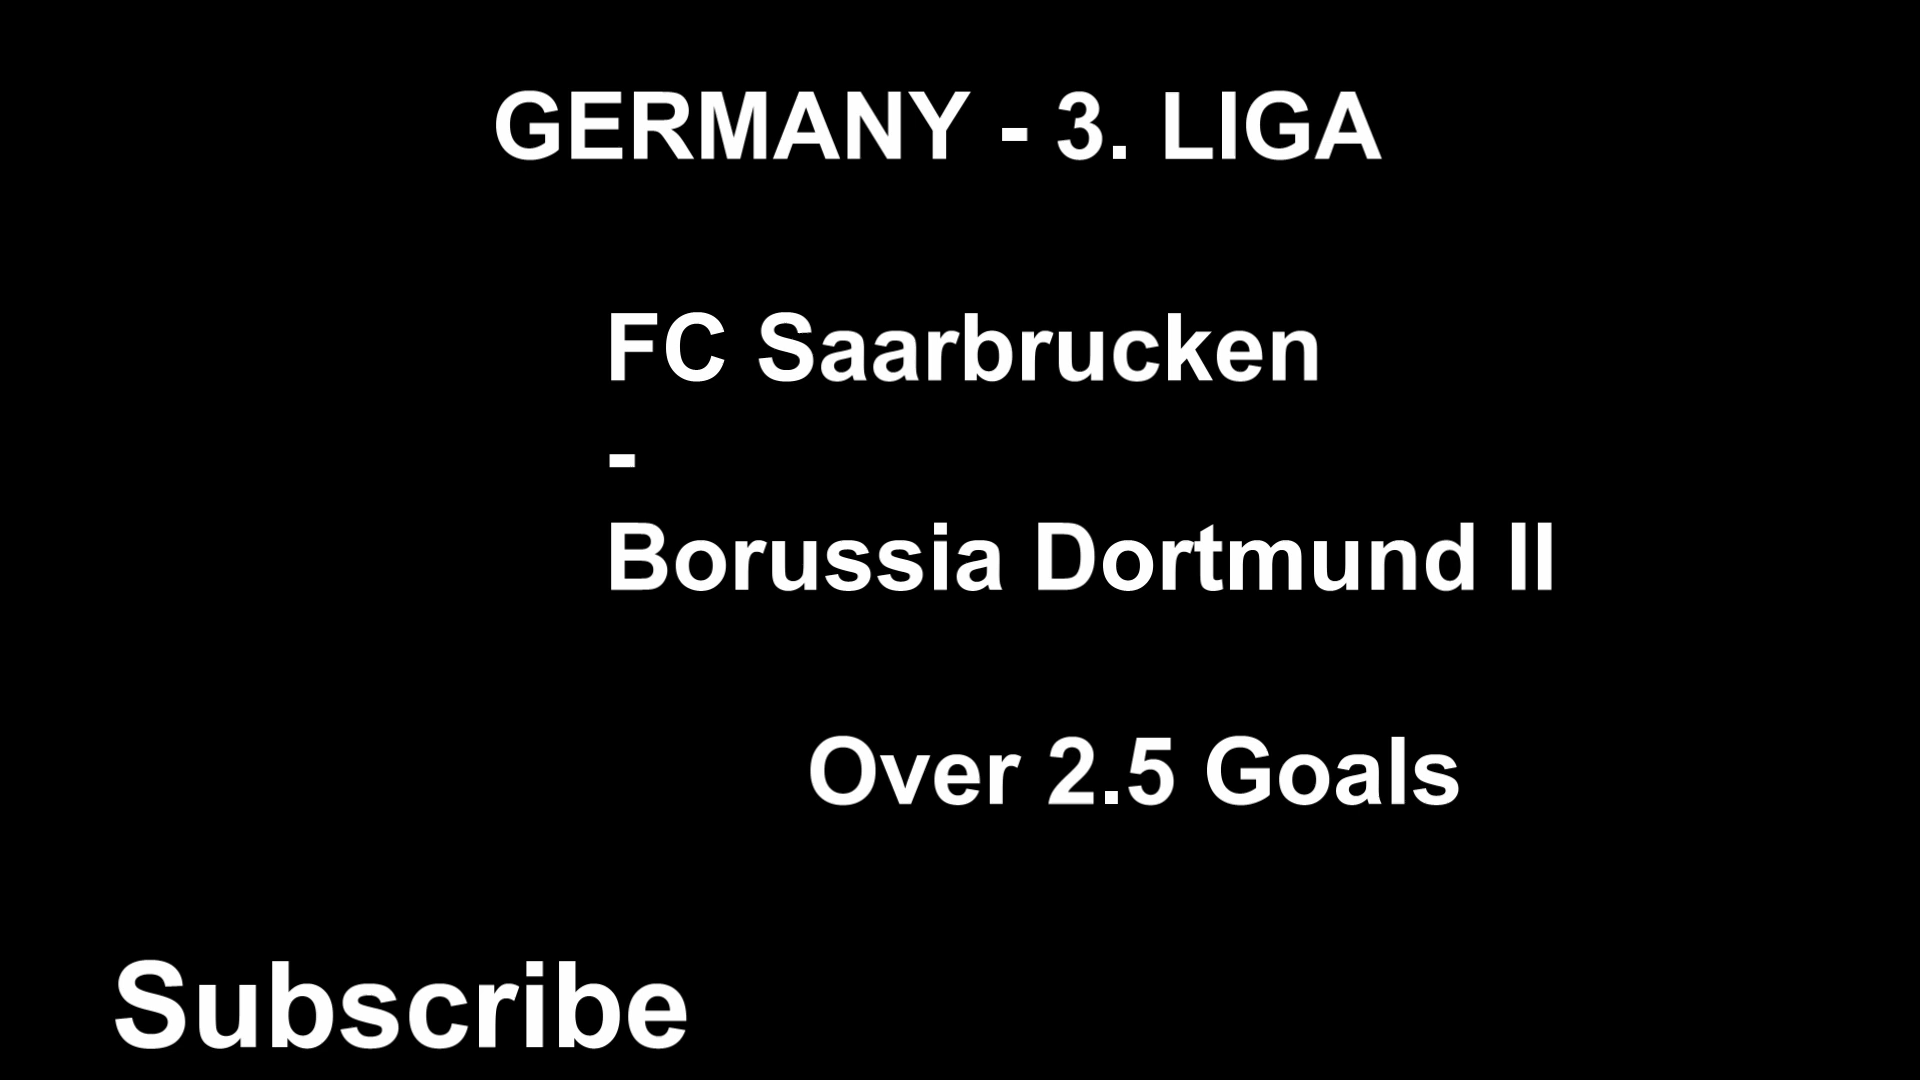 GERMANY - 3. LIGA
FC Saarbrucken
-
Borussia Dortmund II
Over 2.5 Goals
Subscribe